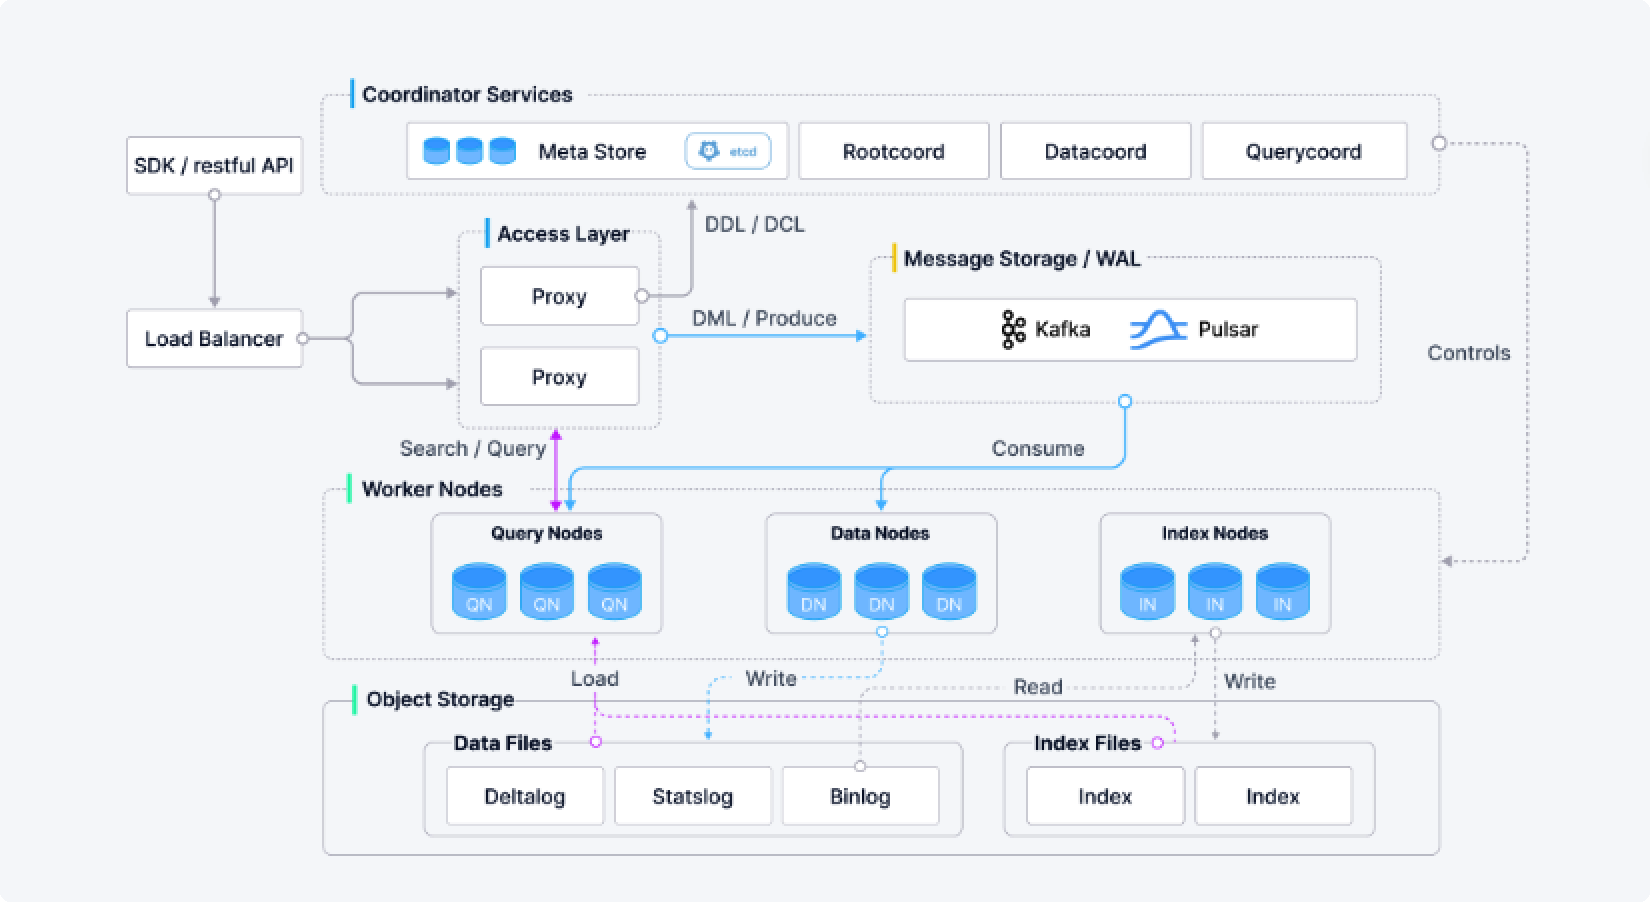 Coordinator Services
SDK / restful API
Meta Store
etcd
Rootcoord
Datacoord
Querycoord
Access Layer
DDL / DCL
Message Storage / WAL
Proxy
DML / Produce
Kafka
Pulsar
Load Balancer
Controls
Proxy
Search / Query
Consume
Worker Nodes
Query Nodes
Data Nodes
Index Nodes
QN
QN
QN
DN
DN
DN
IN
IN
IN
Load
Write
Read
Write
Object Storage
Data Files
Index Files
Deltalog
Statslog
Binlog
Index
Index